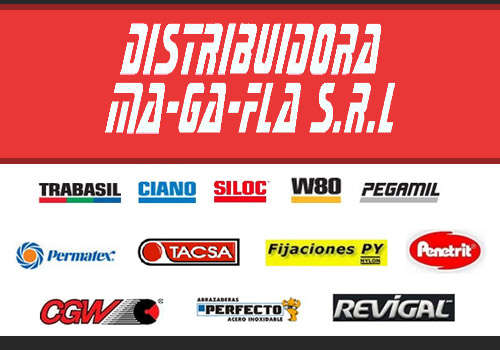 DISTRIBUIDORA
MA-GA-FLA S.R.L
TRABASIL CIANO SILOC W80 PEGAMIL
Permatex TACSA Fijaciones PY NYLON Penetrit
CGW ® ABRAZADERAS PERFECTO ACERO INOXIDABLE REVIGAL